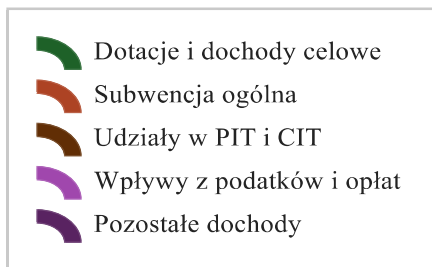 Dotacje i dochody celowe
Subwencja ogólna
Udziały w PIT i CIT
Wpływy z podatków i opłat
Pozostałe dochody